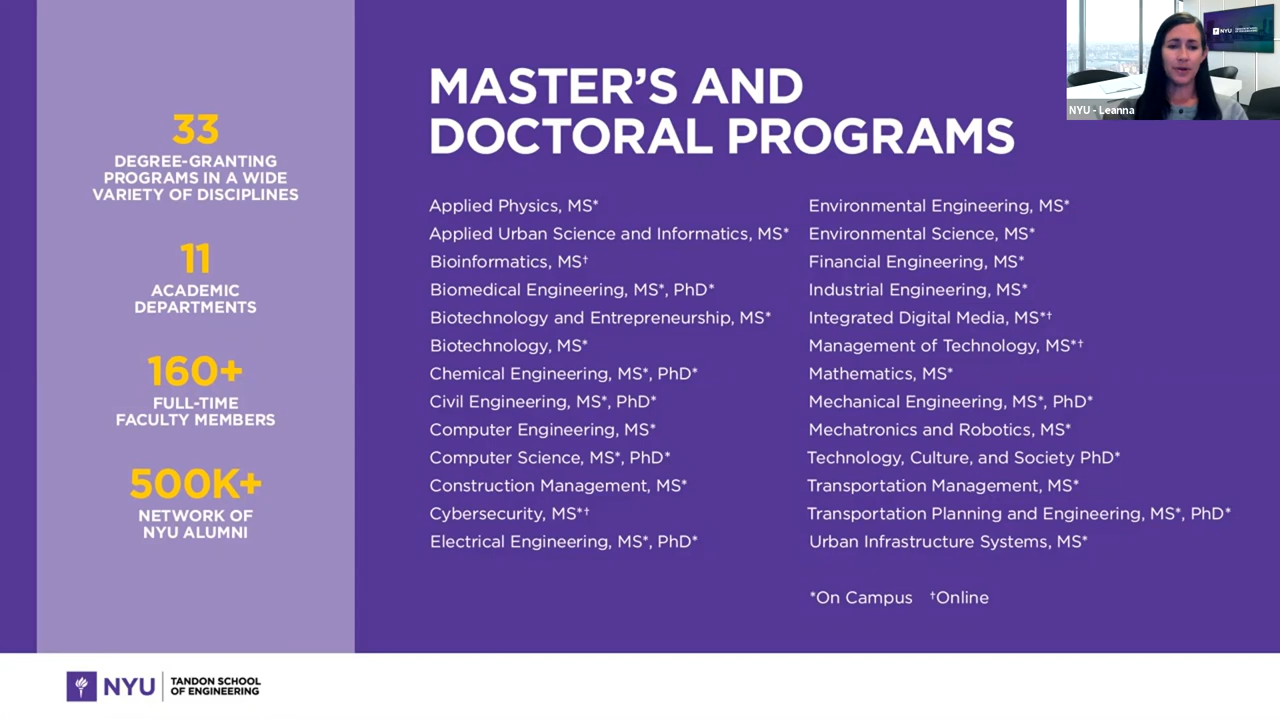 33
DEGREE-GRANTING
PROGRAMS IN A WIDE
VARIETY OF DISCIPLINES
11
ACADEMIC
DEPARTMENTS
160+
FULL-TIME
FACULTY MEMBERS
500K+
NETWORK OF
NYU ALUMNI
MASTER'S AND
DOCTORAL PROGRAMS
Applied Physics, MS*
Applied Urban Science and Informatics, MS*
Bioinformatics, MS†
Biomedical Engineering, MS*, PhD*
Biotechnology and Entrepreneurship, MS*
Biotechnology, MS*
Chemical Engineering, MS*, PhD*
Civil Engineering, MS*, PhD*
Computer Engineering, MS*
Computer Science, MS*, PhD*
Construction Management, MS*
Cybersecurity, MS*†
Electrical Engineering, MS*, PhD*
Environmental Engineering, MS*
Environmental Science, MS*
Financial Engineering, MS*
Industrial Engineering, MS*
Integrated Digital Media, MS*†
Management of Technology, MS*†
Mathematics, MS*
Mechanical Engineering, MS*, PhD*
Mechatronics and Robotics, MS*
Technology, Culture, and Society PhD*
Transportation Management, MS*
Transportation Planning and Engineering, MS*, PhD*
Urban Infrastructure Systems, MS*
*On Campus †Online
NYU TANDON SCHOOL
OF ENGINEERING
NYU - Leanna
NYU TANDON SCHOOL
OF ENGINEERING